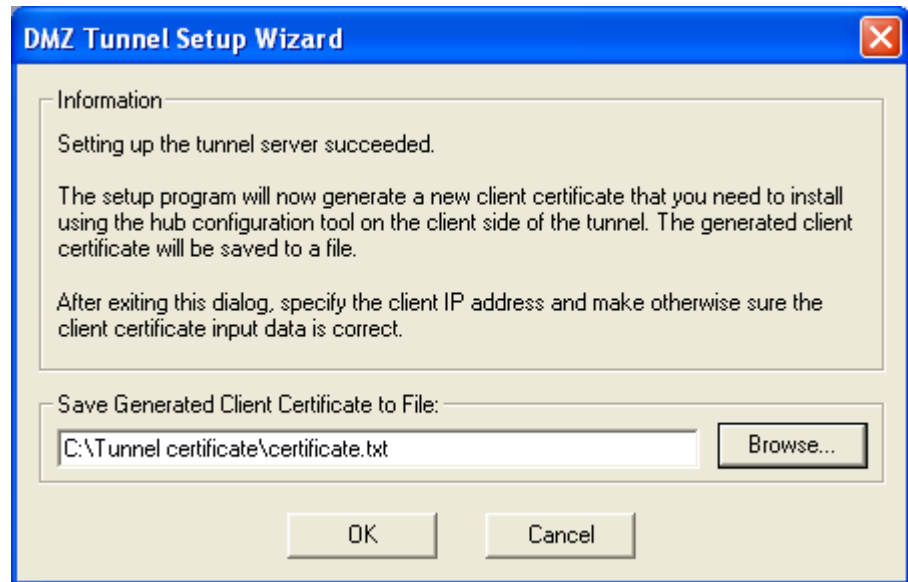 DMZ Tunnel Setup Wizard
Information
Setting up the tunnel server succeeded.
The setup program will now generate a new client certificate that you need to install
using the hub configuration tool on the client side of the tunnel. The generated client
certificate will be saved to a file.
After exiting this dialog, specify the client IP address and make otherwise sure the
client certificate input data is correct.
Save Generated Client Certificate to File:
C:\Tunnel certificate\certificate.txt
Browse...
OK
Cancel